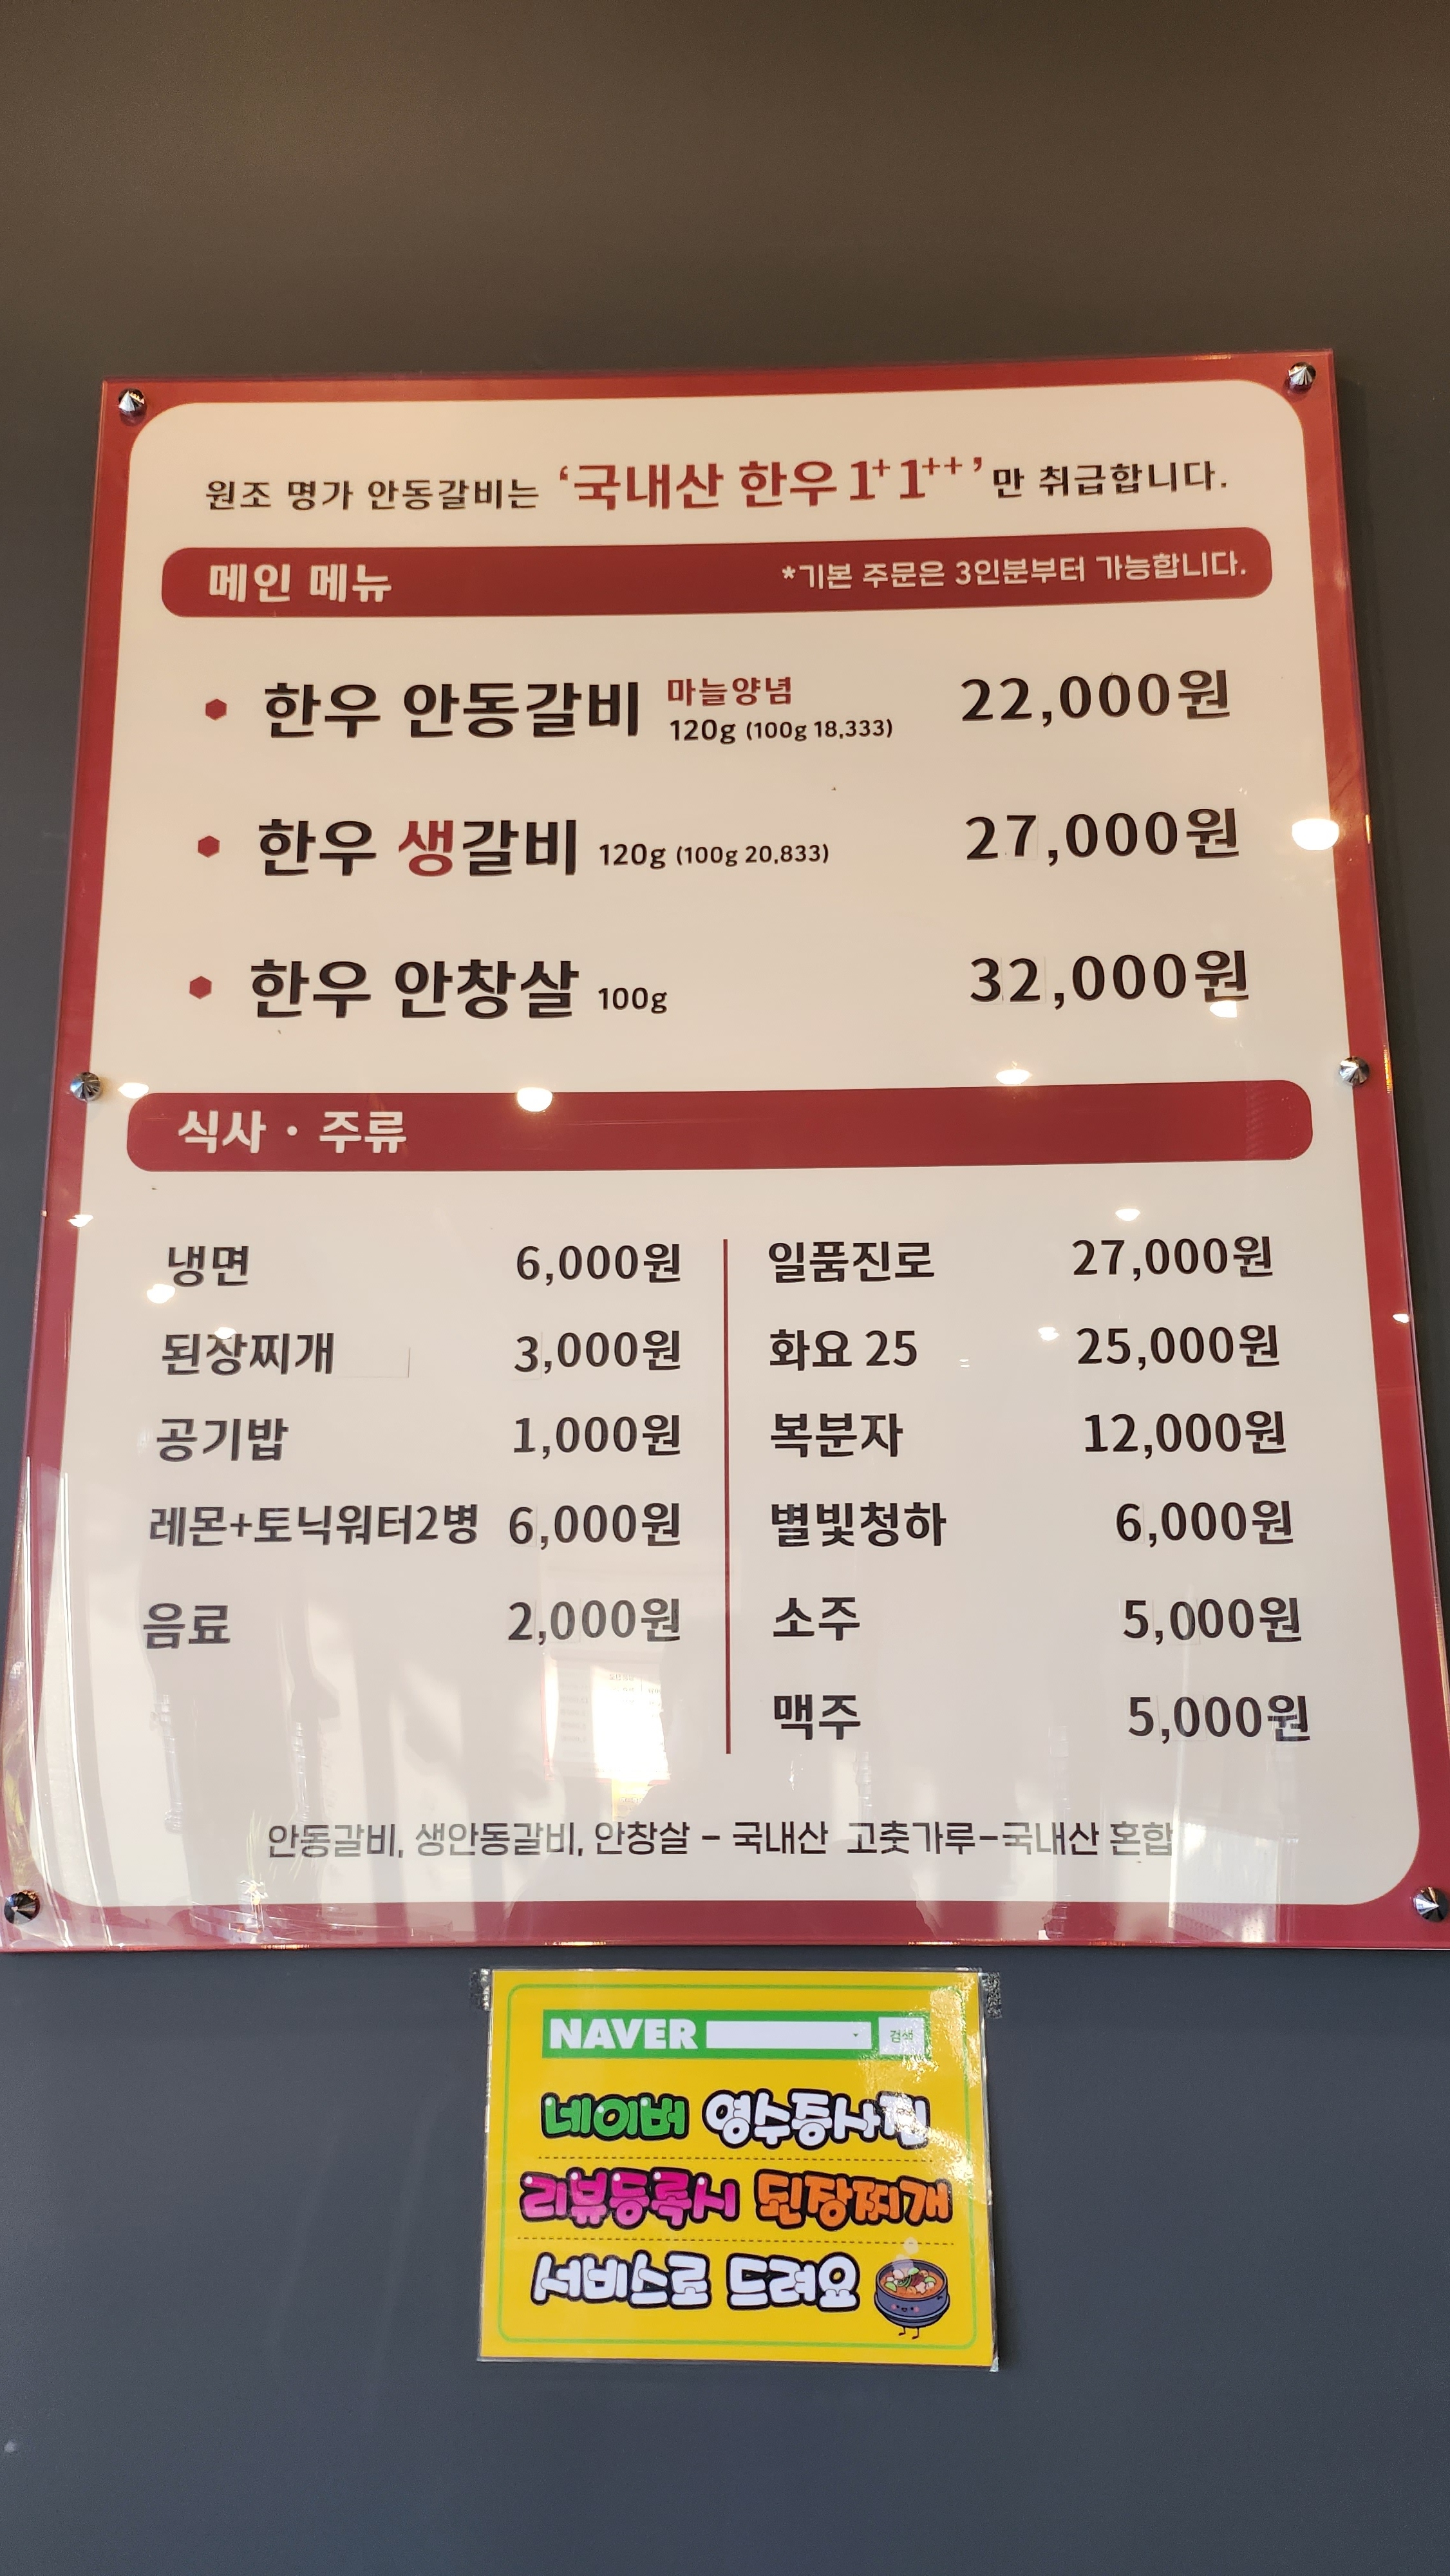 원조 명가 안동갈비는 ‘국내산 한우 1⁺ 1⁺⁺’만 취급합니다.
메인 메뉴 *기본 주문은 3인분부터 가능합니다.
한우 안동갈비 마늘양념 120g (100g 18,333) 22,000원
한우 생갈비 120g (100g 20,833) 27,000원
한우 안창살 100g 32,000원
식사 · 주류
냉면 6,000원
된장찌개 3,000원
공기밥 1,000원
레몬+토닉워터2병 6,000원
음료 2,000원
일품진로 27,000원
화요 25 25,000원
복분자 12,000원
별빛청하 6,000원
소주 5,000원
맥주 5,000원
안동갈비, 생안동갈비, 안창살 - 국내산 고춧가루-국내산 혼합
NAVER 검색
네이버 영수증사진
리뷰등록시 된장찌개
서비스로 드려요